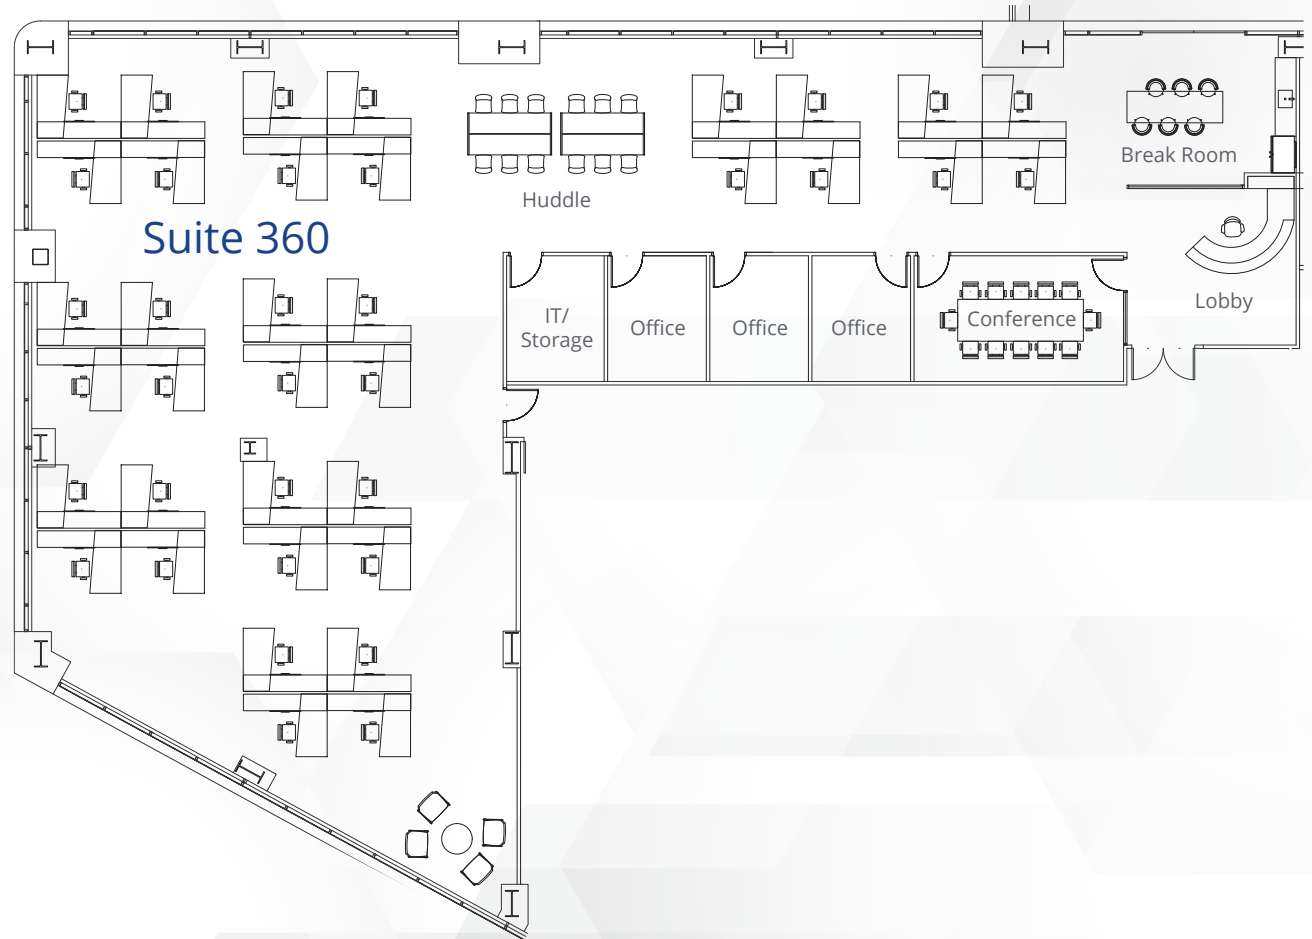 Break Room
Huddle
Suite 360
Lobby
IT/
Storage
Office
Office
Office
Conference